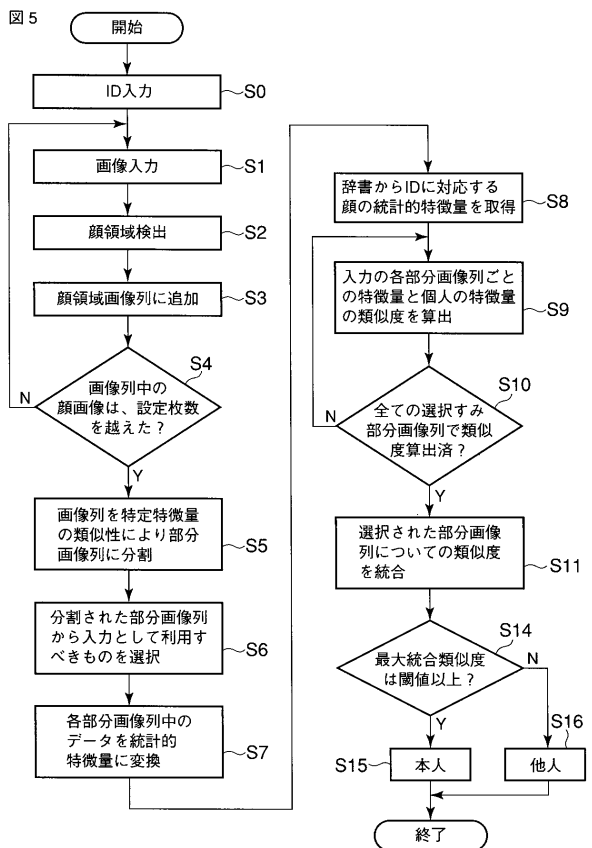 図5
開始
ID入力
S0
画像入力
S1
顔領域検出
S2
顔領域画像列に追加
S3
S4
画像列中の
顔画像は、設定枚数
を越えた？
N
Y
画像列を特定特徴量
の類似性により部分
画像列に分割
S5
分割された部分画像列
から入力として利用す
べきものを選択
S6
各部分画像列中の
データを統計的
特徴量に変換
S7
辞書からIDに対応する
顔の統計的特徴量を取得
S8
入力の各部分画像列ごと
の特徴量と個人の特徴量
の類似度を算出
S9
S10
全ての選択すみ
部分画像列で類似
度算出済？
N
Y
選択された部分画像
列についての類似度
を統合
S11
S14
最大統合類似度
は閾値以上？
N
Y
S16
S15
本人
他人
終了